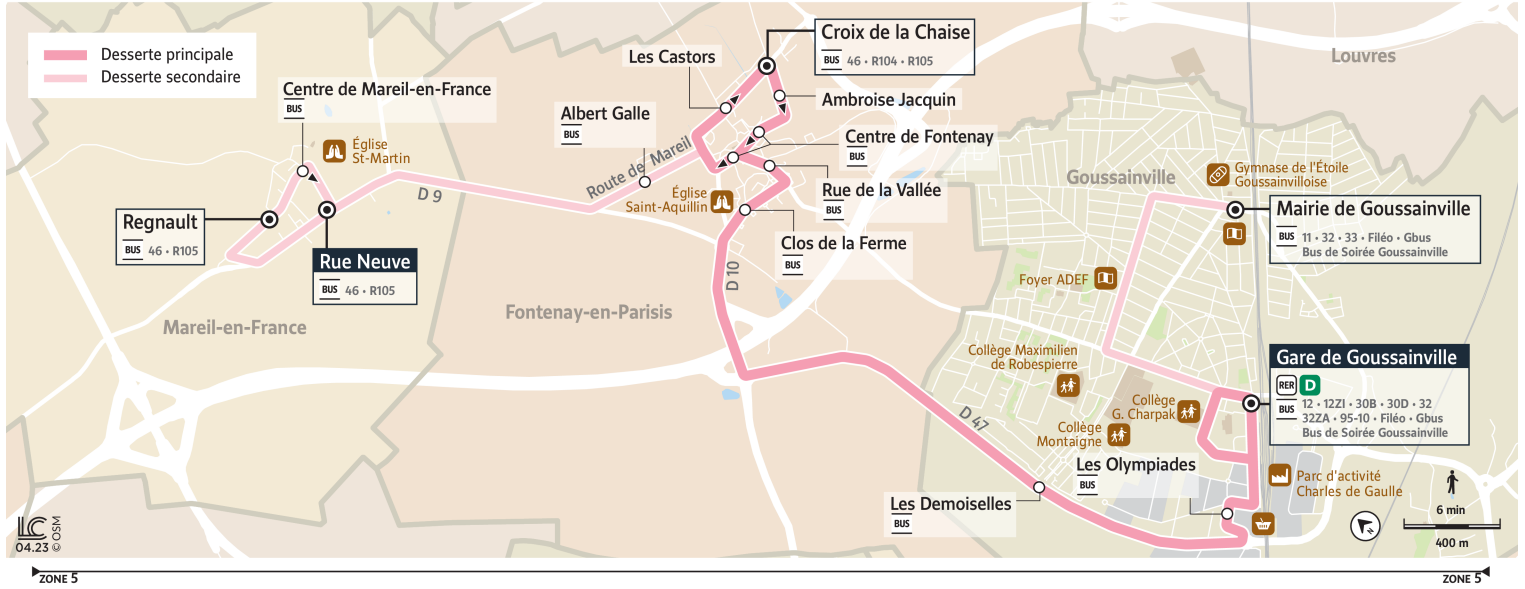 Desserte principale
Desserte secondaire
Centre de Mareil-en-France
BUS
Église
St-Martin
Regnault
BUS 46 • R105
Rue Neuve
BUS 46 • R105
Mareil-en-France
D 9
Albert Galle
BUS
Route de Mareil
Les Castors
Croix de la Chaise
BUS 46 • R104 • R105
Ambroise Jacquin
Centre de Fontenay
BUS
Rue de la Vallée
BUS
Église
Saint-Aquillin
Clos de la Ferme
BUS
D 10
Fontenay-en-Parisis
Louvres
Goussainville
Gymnase de l'Étoile
Goussainvilloise
Mairie de Goussainville
BUS 11 • 32 • 33 • Filéo • Gbus
Bus de Soirée Goussainville
Foyer ADEF
Collège Maximilien
de Robespierre
Gare de Goussainville
RER D
BUS 12 • 12ZI • 30B • 30D • 32
32ZA • 95-10 • Filéo • Gbus
Bus de Soirée Goussainville
Collège
G. Charpak
Collège
Montaigne
D 47
Les Olympiades
BUS
Les Demoiselles
BUS
Parc d'activité
Charles de Gaulle
6 min
400 m
LC
04.23
© OSM
ZONE 5
ZONE 5